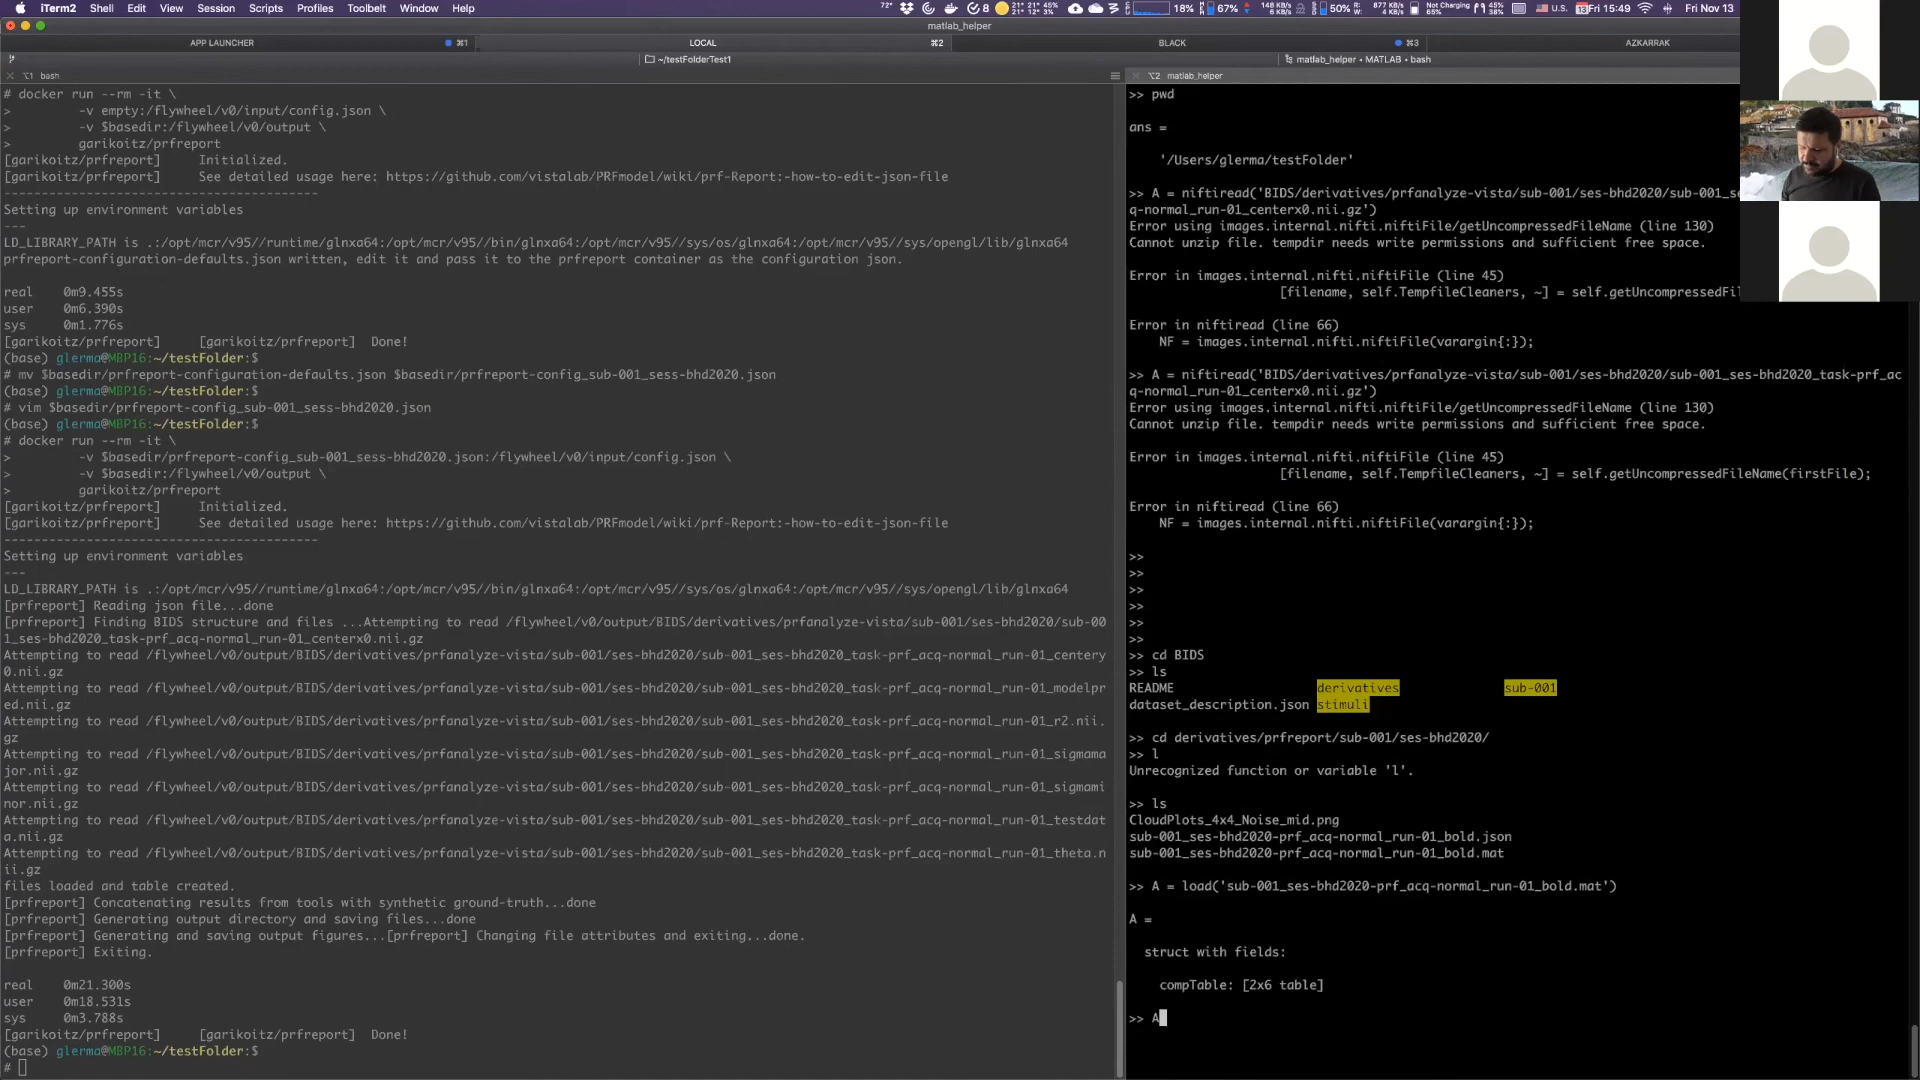 iTerm2 Shell Edit View Session Scripts Profiles Toolbelt Window Help
72° 8 21° 21° 45% 21° 12° 3% 18% 67% 148 KB/s 6 KB/s 50% 877 KB/s 4 KB/s Not Charging 65% 45% 38% U.S. Fri 15:49 Fri Nov 13
matlab_helper
APP LAUNCHER ⌘1 LOCAL ⌘2 BLACK ⌘3 AZKARRAK
~/testFolderTest1 matlab_helper • MATLAB • bash
⌥1 bash
# docker run --rm -it \
> -v empty:/flywheel/v0/input/config.json \
> -v $basedir:/flywheel/v0/output \
> garikoitz/prfreport
[garikoitz/prfreport] Initialized.
[garikoitz/prfreport] See detailed usage here: https://github.com/vistalab/PRFmodel/wiki/prf-Report:-how-to-edit-json-file
-----------------------------------------
Setting up environment variables
---
LD_LIBRARY_PATH is .:/opt/mcr/v95//runtime/glnxa64:/opt/mcr/v95//bin/glnxa64:/opt/mcr/v95//sys/os/glnxa64:/opt/mcr/v95//sys/opengl/lib/glnxa64
prfreport-configuration-defaults.json written, edit it and pass it to the prfreport container as the configuration json.
real 0m9.455s
user 0m6.390s
sys 0m1.776s
[garikoitz/prfreport] [garikoitz/prfreport] Done!
(base) glerma@MBP16:~/testFolder:$
# mv $basedir/prfreport-configuration-defaults.json $basedir/prfreport-config_sub-001_sess-bhd2020.json
(base) glerma@MBP16:~/testFolder:$
# vim $basedir/prfreport-config_sub-001_sess-bhd2020.json
(base) glerma@MBP16:~/testFolder:$
# docker run --rm -it \
> -v $basedir/prfreport-config_sub-001_sess-bhd2020.json:/flywheel/v0/input/config.json \
> -v $basedir:/flywheel/v0/output \
> garikoitz/prfreport
[garikoitz/prfreport] Initialized.
[garikoitz/prfreport] See detailed usage here: https://github.com/vistalab/PRFmodel/wiki/prf-Report:-how-to-edit-json-file
-----------------------------------------
Setting up environment variables
---
LD_LIBRARY_PATH is .:/opt/mcr/v95//runtime/glnxa64:/opt/mcr/v95//bin/glnxa64:/opt/mcr/v95//sys/os/glnxa64:/opt/mcr/v95//sys/opengl/lib/glnxa64
[prfreport] Reading json file...done
[prfreport] Finding BIDS structure and files ...Attempting to read /flywheel/v0/output/BIDS/derivatives/prfanalyze-vista/sub-001/ses-bhd2020/sub-00
1_ses-bhd2020_task-prf_acq-normal_run-01_centerx0.nii.gz
Attempting to read /flywheel/v0/output/BIDS/derivatives/prfanalyze-vista/sub-001/ses-bhd2020/sub-001_ses-bhd2020_task-prf_acq-normal_run-01_centery
0.nii.gz
Attempting to read /flywheel/v0/output/BIDS/derivatives/prfanalyze-vista/sub-001/ses-bhd2020/sub-001_ses-bhd2020_task-prf_acq-normal_run-01_modelpr
ed.nii.gz
Attempting to read /flywheel/v0/output/BIDS/derivatives/prfanalyze-vista/sub-001/ses-bhd2020/sub-001_ses-bhd2020_task-prf_acq-normal_run-01_r2.nii.
gz
Attempting to read /flywheel/v0/output/BIDS/derivatives/prfanalyze-vista/sub-001/ses-bhd2020/sub-001_ses-bhd2020_task-prf_acq-normal_run-01_sigmama
jor.nii.gz
Attempting to read /flywheel/v0/output/BIDS/derivatives/prfanalyze-vista/sub-001/ses-bhd2020/sub-001_ses-bhd2020_task-prf_acq-normal_run-01_sigmami
nor.nii.gz
Attempting to read /flywheel/v0/output/BIDS/derivatives/prfanalyze-vista/sub-001/ses-bhd2020/sub-001_ses-bhd2020_task-prf_acq-normal_run-01_testdat
a.nii.gz
Attempting to read /flywheel/v0/output/BIDS/derivatives/prfanalyze-vista/sub-001/ses-bhd2020/sub-001_ses-bhd2020_task-prf_acq-normal_run-01_theta.n
ii.gz
files loaded and table created.
[prfreport] Concatenating results from tools with synthetic ground-truth...done
[prfreport] Generating output directory and saving files...done
[prfreport] Generating and saving output figures...[prfreport] Changing file attributes and exiting...done.
[prfreport] Exiting.
real 0m21.300s
user 0m18.531s
sys 0m3.788s
[garikoitz/prfreport] [garikoitz/prfreport] Done!
(base) glerma@MBP16:~/testFolder:$
#
⌥2 matlab_helper
>> pwd
ans =
'/Users/glerma/testFolder'
>> A = niftiread('BIDS/derivatives/prfanalyze-vista/sub-001/ses-bhd2020/sub-001_se
q-normal_run-01_centerx0.nii.gz')
Error using images.internal.nifti.niftiFile/getUncompressedFileName (line 130)
Cannot unzip file. tempdir needs write permissions and sufficient free space.
Error in images.internal.nifti.niftiFile (line 45)
[filename, self.TempfileCleaners, ~] = self.getUncompressedFil
Error in niftiread (line 66)
NF = images.internal.nifti.niftiFile(varargin{:});
>> A = niftiread('BIDS/derivatives/prfanalyze-vista/sub-001/ses-bhd2020/sub-001_ses-bhd2020_task-prf_ac
q-normal_run-01_centerx0.nii.gz')
Error using images.internal.nifti.niftiFile/getUncompressedFileName (line 130)
Cannot unzip file. tempdir needs write permissions and sufficient free space.
Error in images.internal.nifti.niftiFile (line 45)
[filename, self.TempfileCleaners, ~] = self.getUncompressedFileName(firstFile);
Error in niftiread (line 66)
NF = images.internal.nifti.niftiFile(varargin{:});
>>
>>
>>
>>
>>
>>
>> cd BIDS
>> ls
README derivatives sub-001
dataset_description.json stimuli
>> cd derivatives/prfreport/sub-001/ses-bhd2020/
>> l
Unrecognized function or variable 'l'.
>> ls
CloudPlots_4x4_Noise_mid.png
sub-001_ses-bhd2020-prf_acq-normal_run-01_bold.json
sub-001_ses-bhd2020-prf_acq-normal_run-01_bold.mat
>> A = load('sub-001_ses-bhd2020-prf_acq-normal_run-01_bold.mat')
A =
struct with fields:
compTable: [2x6 table]
>> A